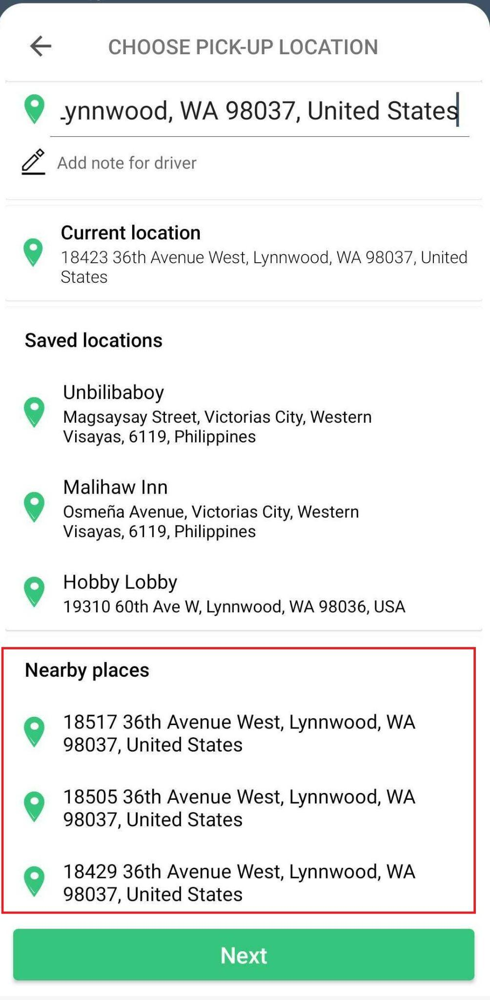 CHOOSE PICK-UP LOCATION
ynnwood, WA 98037, United States
Add note for driver
Current location
18423 36th Avenue West, Lynnwood, WA 98037, United
States
Saved locations
Unbilibaboy
Magsaysay Street, Victorias City, Western
Visayas, 6119, Philippines
Malihaw Inn
Osmeña Avenue, Victorias City, Western
Visayas, 6119, Philippines
Hobby Lobby
19310 60th Ave W, Lynnwood, WA 98036, USA
Nearby places
18517 36th Avenue West, Lynnwood, WA
98037, United States
18505 36th Avenue West, Lynnwood, WA
98037, United States
18429 36th Avenue West, Lynnwood, WA
98037, United States
Next